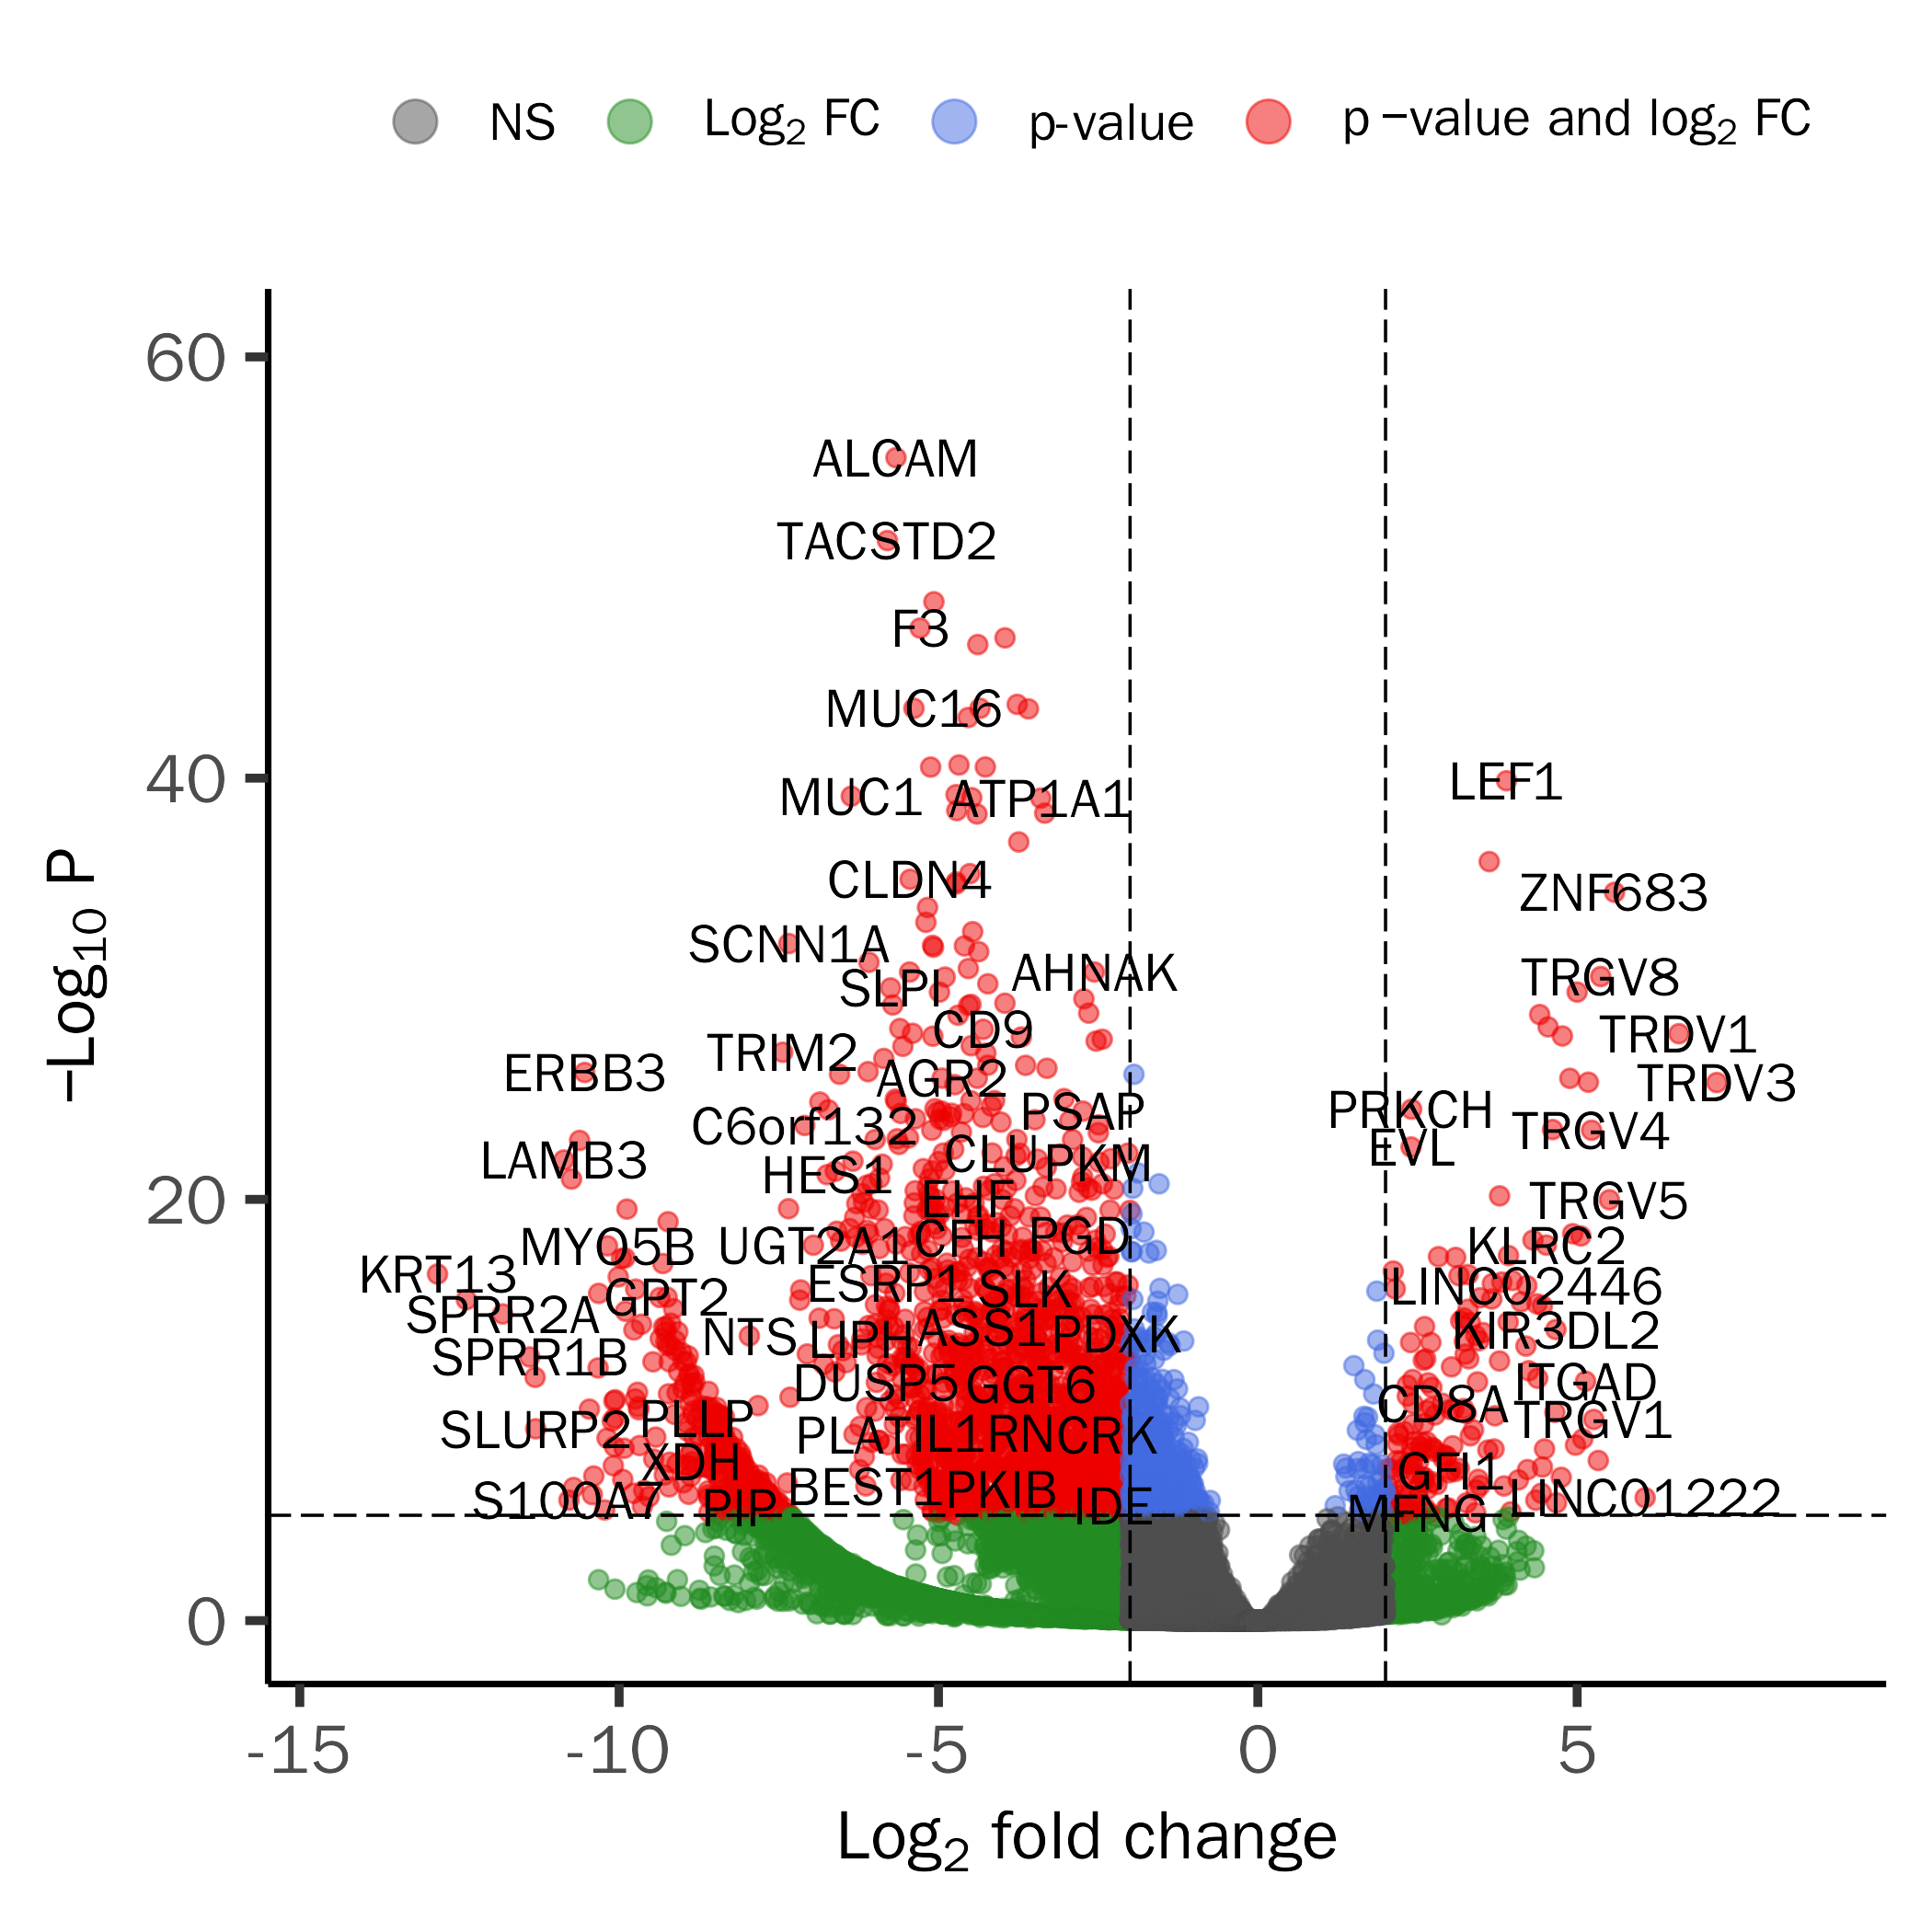 NS Log2 FC p-value p −value and log2 FC
60
ALCAM
TACSTD2
F3
MUC16
40
MUC1 ATP1A1 LEF1
CLDN4 ZNF683
SCNN1A
AHNAK TRGV8
SLPI
CD9 TRDV1
TRIM2
ERBB3 AGR2 TRDV3
PSAP PRKCH
C6orf132 TRGV4
EVL
LAMB3 CLU PKM
HES1
20 EHF TRGV5
MYO5B UGT2A1 CFH PGD KLRC2
KRT13 ESRP1 SLK LINC02446
GPT2
SPRR2A
NTS LIPH ASS1 PDXK KIR3DL2
SPRR1B
DUSP5 GGT6 ITGAD
CD8A
PLLP TRGV1
SLURP2 PLAT IL1RN CRK
XDH GFI1
S100A7 BEST1 PKIB LINC01222
PIP IDE MFNG
0
-15 -10 -5 0 5
Log2 fold change
−Log10 P